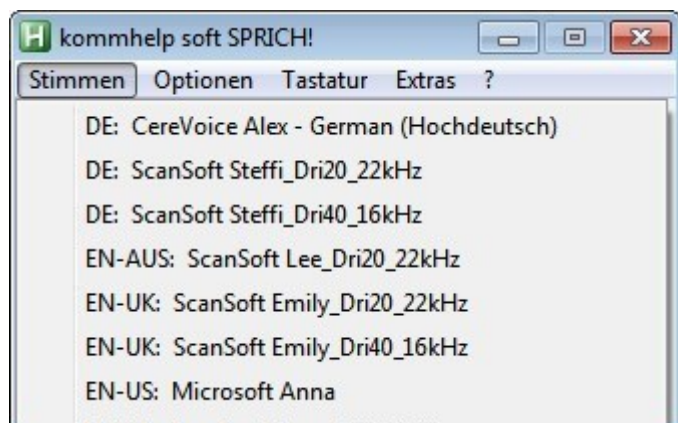 kommhelp soft SPRICH!
Stimmen Optionen Tastatur Extras ?
DE: CereVoice Alex - German (Hochdeutsch)
DE: ScanSoft Steffi_Dri20_22kHz
DE: ScanSoft Steffi_Dri40_16kHz
EN-AUS: ScanSoft Lee_Dri20_22kHz
EN-UK: ScanSoft Emily_Dri20_22kHz
EN-UK: ScanSoft Emily_Dri40_16kHz
EN-US: Microsoft Anna